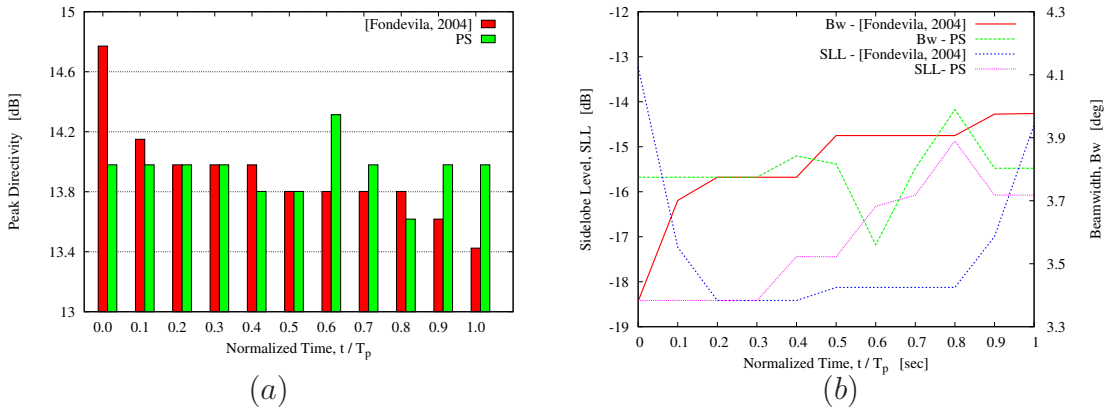 15
14.6
14.2
13.8
13.4
13
Peak Directivity [dB]
[Fondevila, 2004]
PS
0.0 0.1 0.2 0.3 0.4 0.5 0.6 0.7 0.8 0.9 1.0
Normalized Time, t / Tp
(a)
-12
-13
-14
-15
-16
-17
-18
-19
Sidelobe Level, SLL [dB]
Bw - [Fondevila, 2004]
Bw - PS
SLL - [Fondevila, 2004]
SLL- PS
4.3
4.1
3.9
3.7
3.5
3.3
Beamwidth, Bw [deg]
0 0.1 0.2 0.3 0.4 0.5 0.6 0.7 0.8 0.9 1
Normalized Time, t / Tp [sec]
(b)